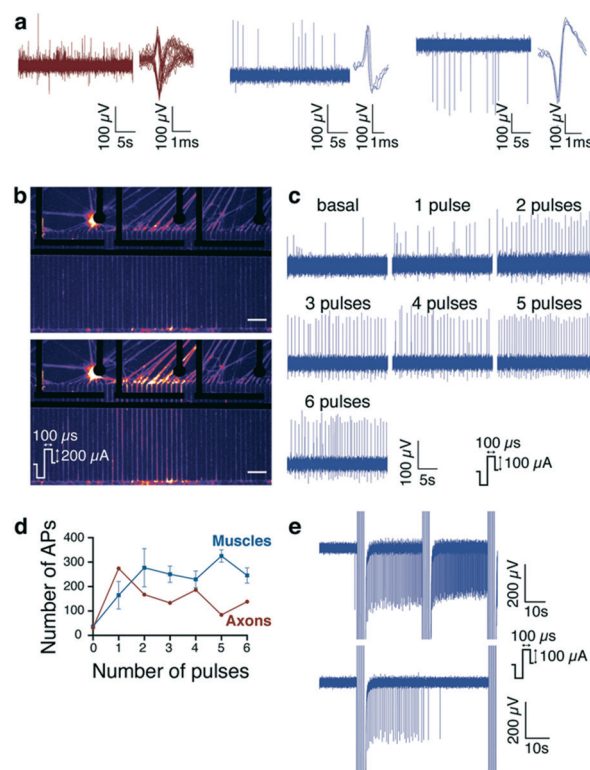 a
100 µV
5s
100 µV
1ms
100 µV
5s
100 µV
1ms
100 µV
5s
100 µV
1ms
b
100 µs
200 µA
c
basal
1 pulse
2 pulses
3 pulses
4 pulses
5 pulses
6 pulses
100 µV
5s
100 µs
100 µA
d
Number of APs
400
300
200
100
0
0 1 2 3 4 5 6
Muscles
Axons
Number of pulses
e
200 µV
10s
100 µs
100 µA
200 µV
10s